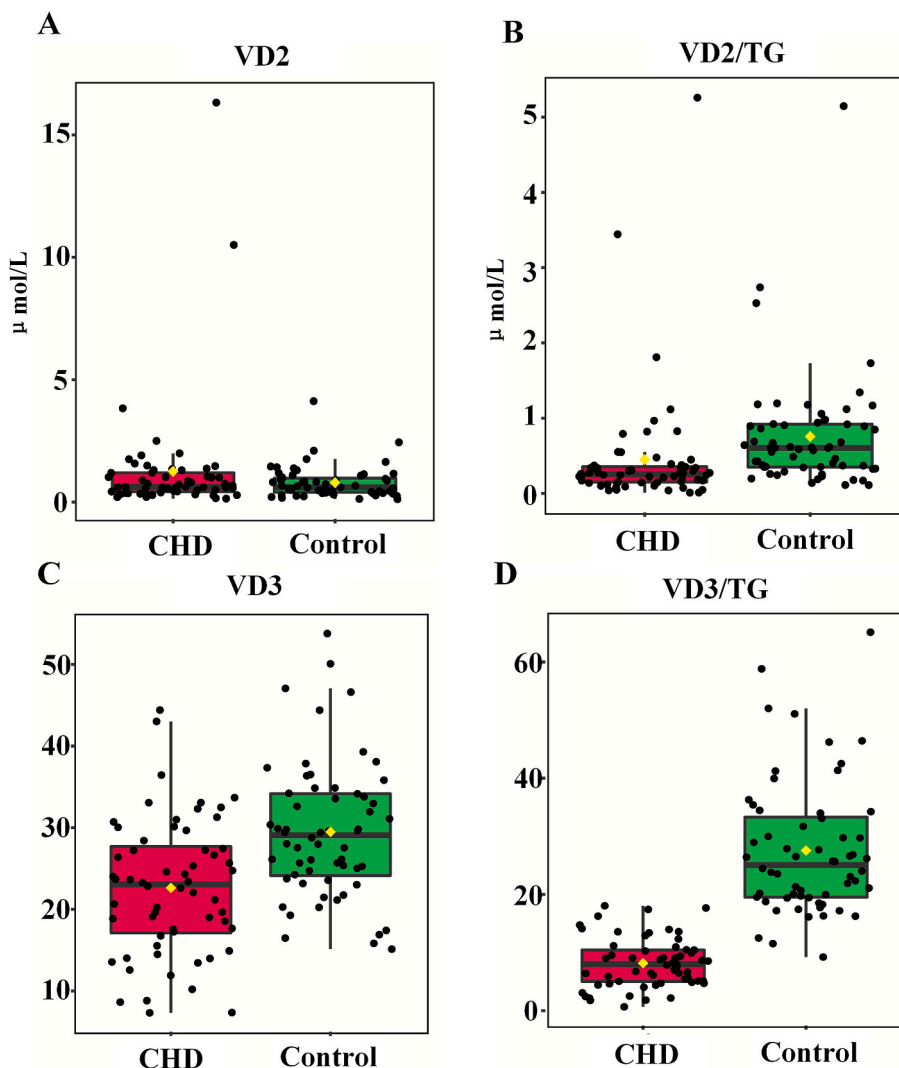 A
VD2
μ mol/L
15
10
5
0
CHD Control
B
VD2/TG
μ mol/L
5
4
3
2
1
0
CHD Control
C
VD3
50
40
30
20
10
CHD Control
D
VD3/TG
60
40
20
0
CHD Control